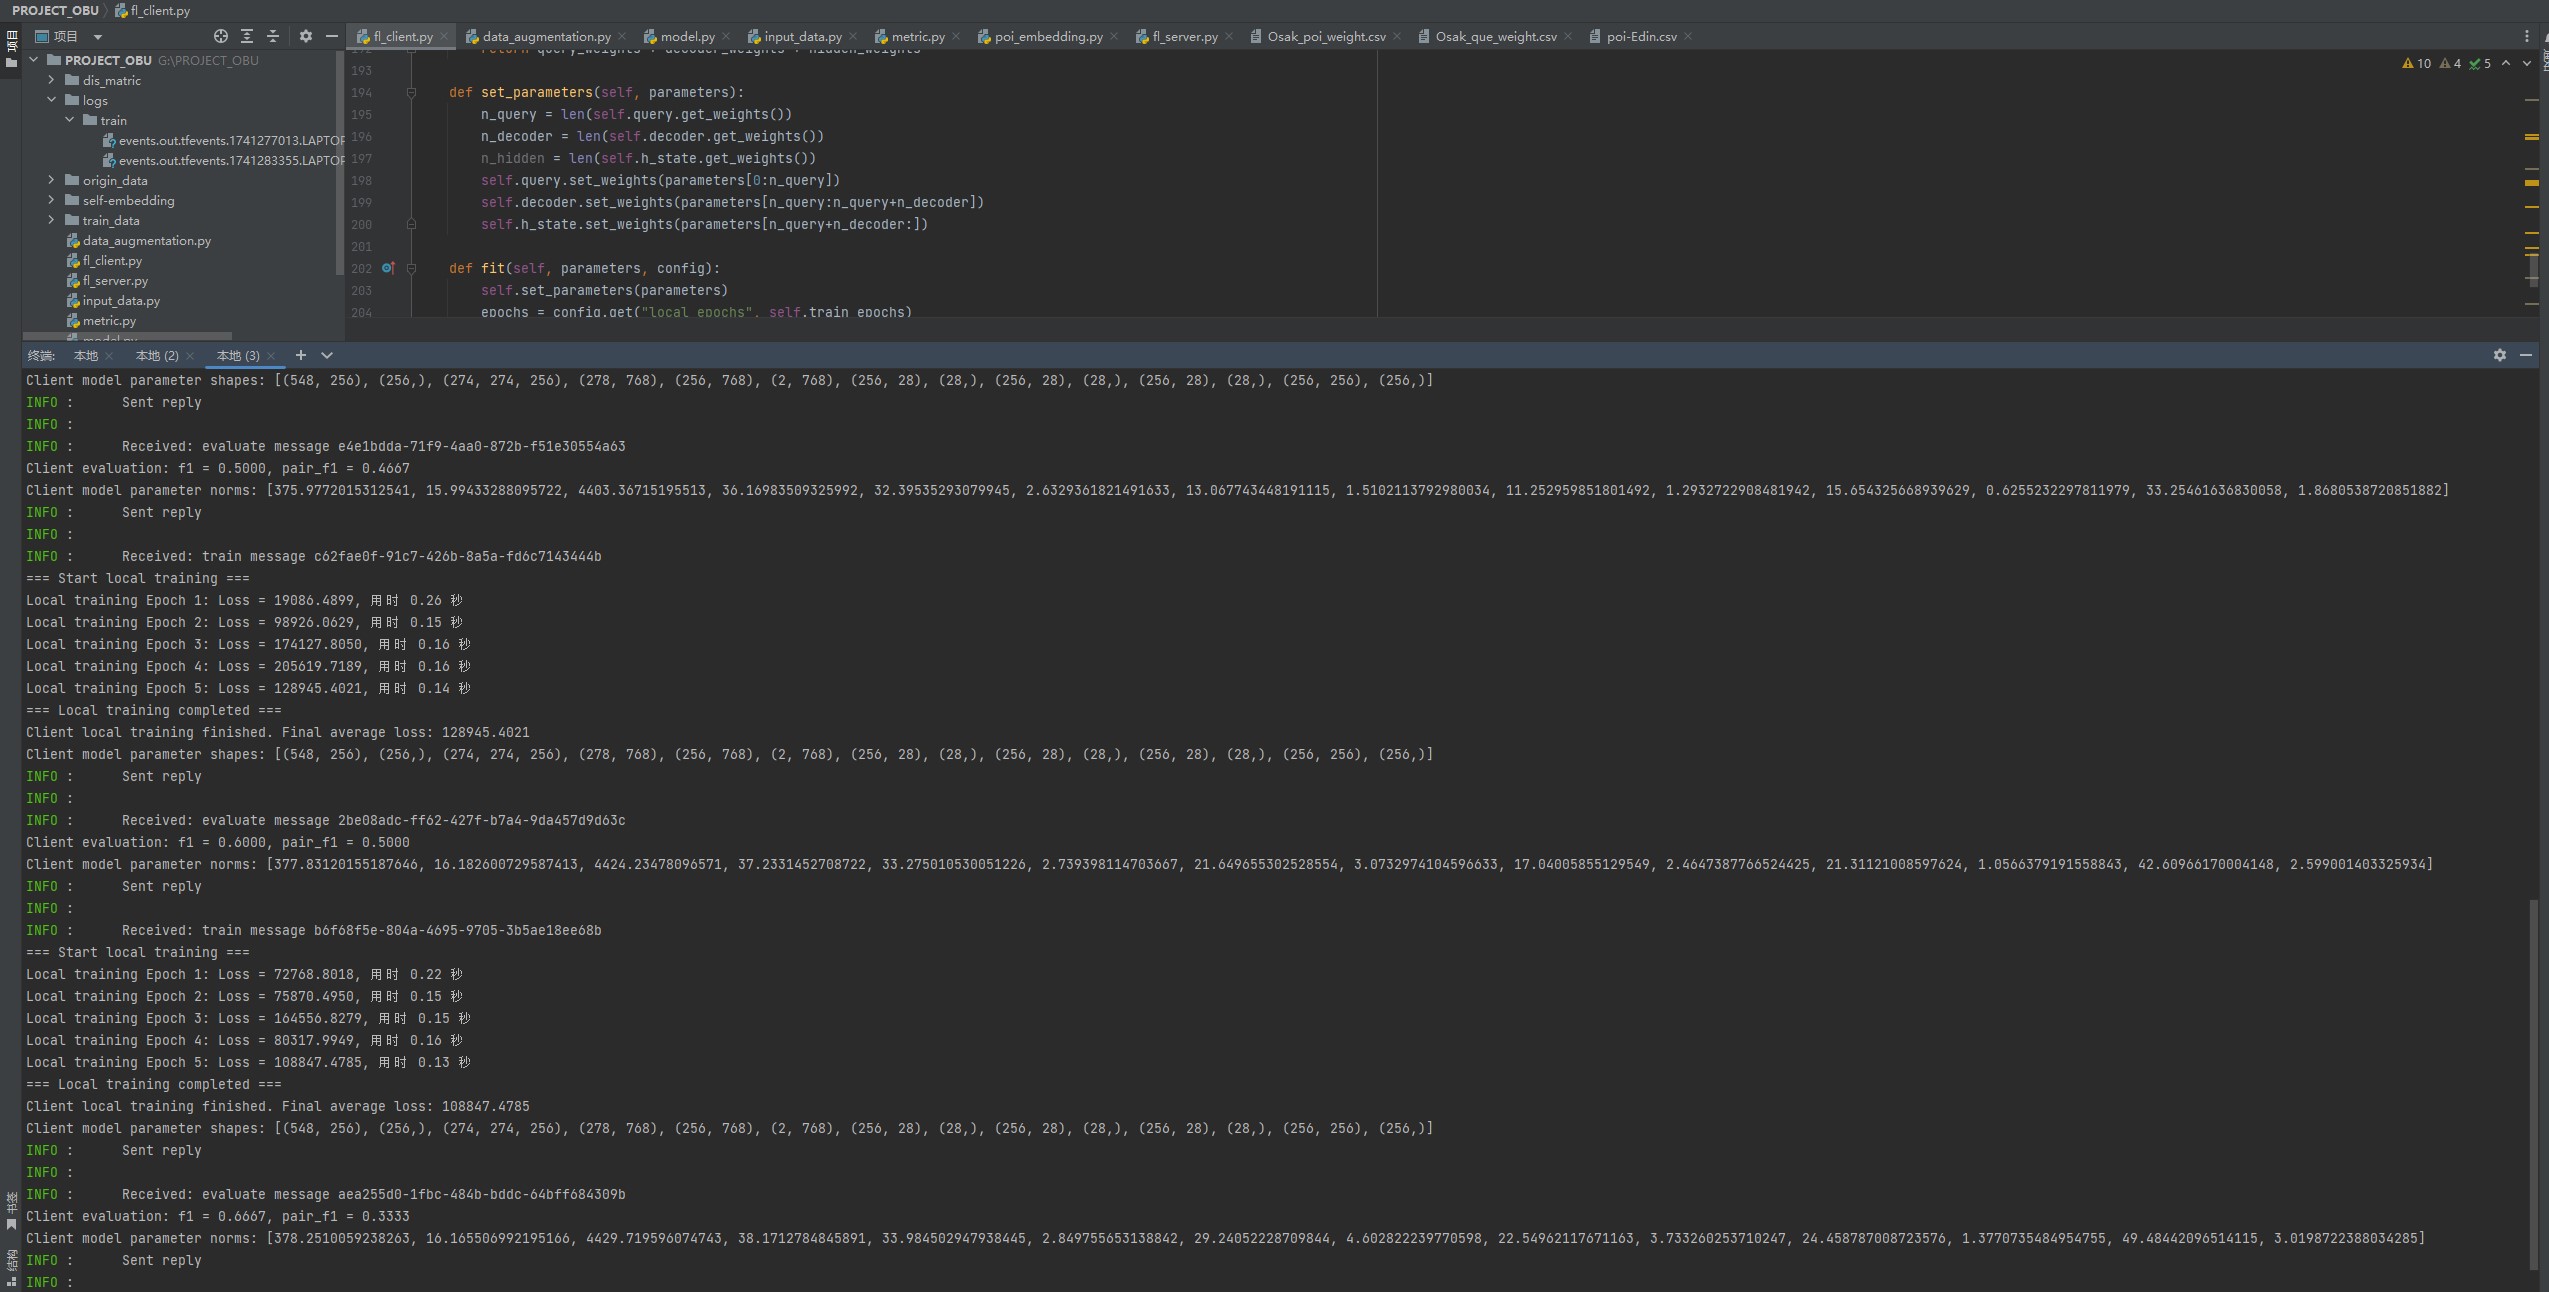 PROJECT_OBU fl_client.py
项目
项目
fl_client.py data_augmentation.py model.py input_data.py metric.py poi_embedding.py fl_server.py Osak_poi_weight.csv Osak_que_weight.csv poi-Edin.csv
PROJECT_OBU G:\PROJECT_OBU
dis_matric
logs
train
events.out.tfevents.1741277013.LAPTOP
events.out.tfevents.1741283355.LAPTOP
origin_data
self-embedding
train_data
data_augmentation.py
fl_client.py
fl_server.py
input_data.py
metric.py
model.py
10 4 5
192 return query_weights + decoder_weights + hidden_weights
193
194 def set_parameters(self, parameters):
195 n_query = len(self.query.get_weights())
196 n_decoder = len(self.decoder.get_weights())
197 n_hidden = len(self.h_state.get_weights())
198 self.query.set_weights(parameters[0:n_query])
199 self.decoder.set_weights(parameters[n_query:n_query+n_decoder])
200 self.h_state.set_weights(parameters[n_query+n_decoder:])
201
202 def fit(self, parameters, config):
203 self.set_parameters(parameters)
204 epochs = config.get("local_epochs", self.train_epochs)
终端: 本地 本地 (2) 本地 (3)
Client model parameter shapes: [(548, 256), (256,), (274, 274, 256), (278, 768), (256, 768), (2, 768), (256, 28), (28,), (256, 28), (28,), (256, 28), (28,), (256, 256), (256,)]
INFO : Sent reply
INFO :
INFO : Received: evaluate message e4e1bdda-71f9-4aa0-872b-f51e30554a63
Client evaluation: f1 = 0.5000, pair_f1 = 0.4667
Client model parameter norms: [375.9772015312541, 15.99433288095722, 4403.36715195513, 36.16983509325992, 32.39535293079945, 2.6329361821491633, 13.067743448191115, 1.5102113792980034, 11.252959851801492, 1.2932722908481942, 15.654325668939629, 0.6255232297811979, 33.25461636830058, 1.8680538720851882]
INFO : Sent reply
INFO :
INFO : Received: train message c62fae0f-91c7-426b-8a5a-fd6c7143444b
=== Start local training ===
Local training Epoch 1: Loss = 19086.4899, 用时 0.26 秒
Local training Epoch 2: Loss = 98926.0629, 用时 0.15 秒
Local training Epoch 3: Loss = 174127.8050, 用时 0.16 秒
Local training Epoch 4: Loss = 205619.7189, 用时 0.16 秒
Local training Epoch 5: Loss = 128945.4021, 用时 0.14 秒
=== Local training completed ===
Client local training finished. Final average loss: 128945.4021
Client model parameter shapes: [(548, 256), (256,), (274, 274, 256), (278, 768), (256, 768), (2, 768), (256, 28), (28,), (256, 28), (28,), (256, 28), (28,), (256, 256), (256,)]
INFO : Sent reply
INFO :
INFO : Received: evaluate message 2be08adc-ff62-427f-b7a4-9da457d9d63c
Client evaluation: f1 = 0.6000, pair_f1 = 0.5000
Client model parameter norms: [377.83120155187646, 16.182600729587413, 4424.23478096571, 37.2331452708722, 33.275010530051226, 2.739398114703667, 21.649655302528554, 3.0732974104596633, 17.04005855129549, 2.4647387766524425, 21.31121008597624, 1.0566379191558843, 42.60966170004148, 2.599001403325934]
INFO : Sent reply
INFO :
INFO : Received: train message b6f68f5e-804a-4695-9705-3b5ae18ee68b
=== Start local training ===
Local training Epoch 1: Loss = 72768.8018, 用时 0.22 秒
Local training Epoch 2: Loss = 75870.4950, 用时 0.15 秒
Local training Epoch 3: Loss = 164556.8279, 用时 0.15 秒
Local training Epoch 4: Loss = 80317.9949, 用时 0.16 秒
Local training Epoch 5: Loss = 108847.4785, 用时 0.13 秒
=== Local training completed ===
Client local training finished. Final average loss: 108847.4785
Client model parameter shapes: [(548, 256), (256,), (274, 274, 256), (278, 768), (256, 768), (2, 768), (256, 28), (28,), (256, 28), (28,), (256, 28), (28,), (256, 256), (256,)]
INFO : Sent reply
INFO :
INFO : Received: evaluate message aea255d0-1fbc-484b-bddc-64bff684309b
Client evaluation: f1 = 0.6667, pair_f1 = 0.3333
Client model parameter norms: [378.2510059238263, 16.165506992195166, 4429.719596074743, 38.1712784845891, 33.984502947938445, 2.849755653138842, 29.24052228709844, 4.602822239770598, 22.54962117671163, 3.733260253710247, 24.458787008723576, 1.3770735484954755, 49.48442096514115, 3.0198722388034285]
INFO : Sent reply
INFO :
书签
结构